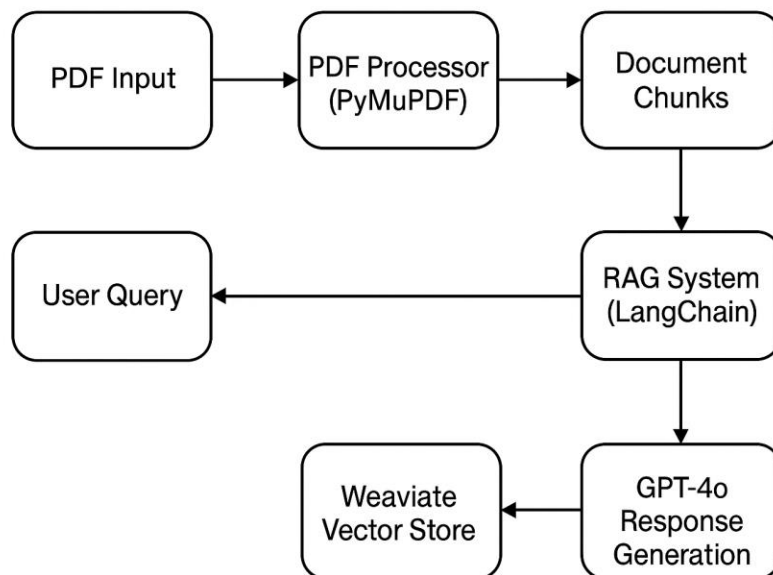 PDF Input
PDF Processor
(PyMuPDF)
Document
Chunks
User Query
RAG System
(LangChain)
Weaviate
Vector Store
GPT-4o
Response
Generation